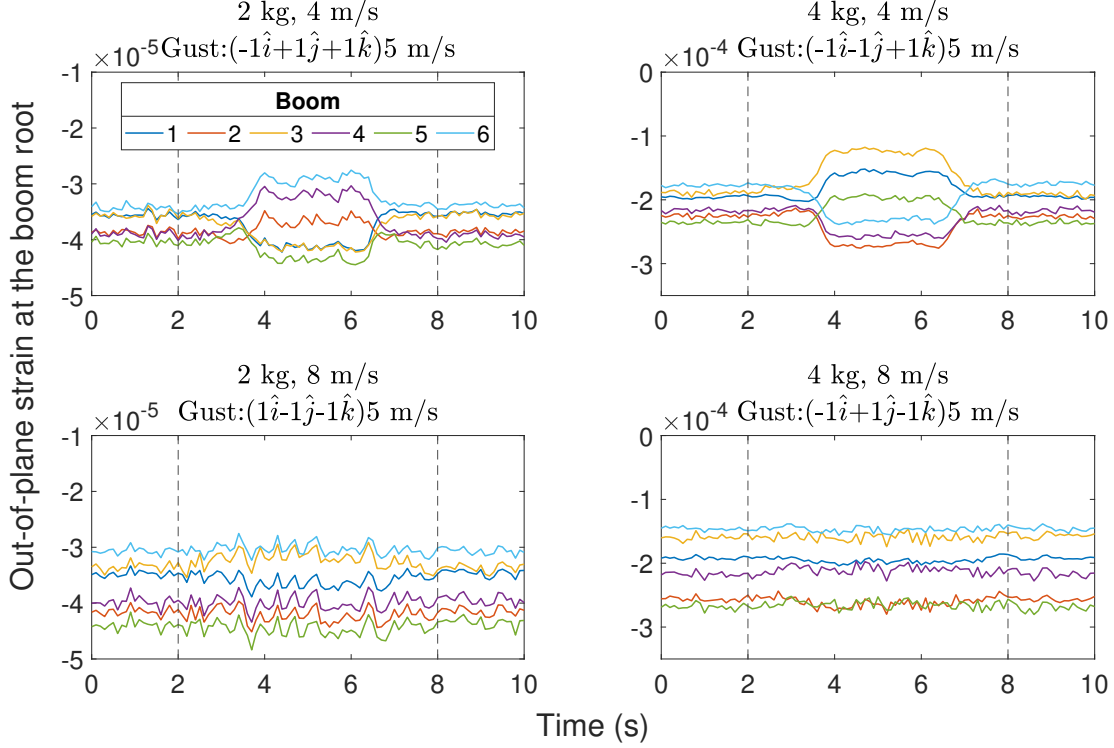 2 kg, 4 m/s
Gust:(-1î+1ĵ+1k̂)5 m/s
×10⁻⁵
-1
-2
-3
-4
-5
0 2 4 6 8 10
Boom
1 2 3 4 5 6
4 kg, 4 m/s
Gust:(-1î-1ĵ+1k̂)5 m/s
×10⁻⁴
0
-1
-2
-3
0 2 4 6 8 10
2 kg, 8 m/s
Gust:(1î-1ĵ-1k̂)5 m/s
×10⁻⁵
-1
-2
-3
-4
-5
0 2 4 6 8 10
4 kg, 8 m/s
Gust:(-1î+1ĵ-1k̂)5 m/s
×10⁻⁴
0
-1
-2
-3
0 2 4 6 8 10
Out-of-plane strain at the boom root
Time (s)